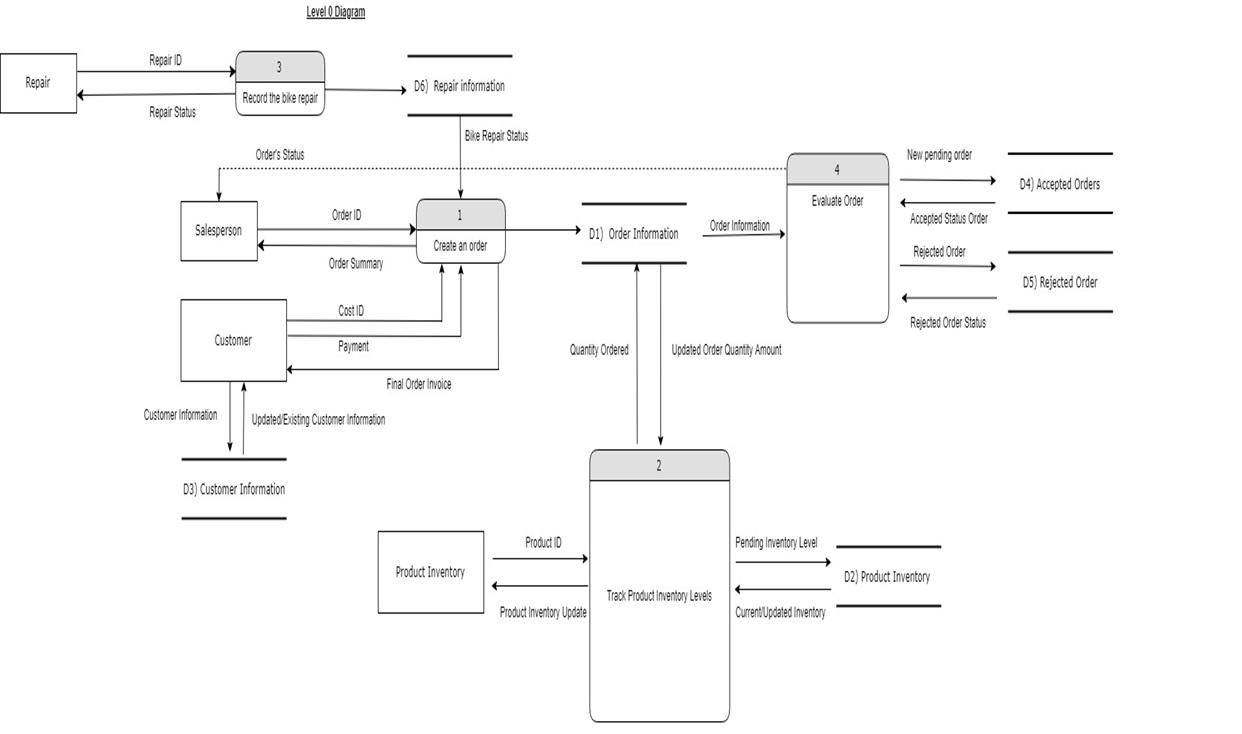 Level 0 Diagram
Repair ID
3
Repair
Record the bike repair
D6) Repair information
Repair Status
Bike Repair Status
Order's Status
4
New pending order
Evaluate Order
D4) Accepted Orders
Accepted Status Order
Order ID
1
Salesperson
Create an order
D1) Order Information
Order Information
Order Summary
Rejected Order
D5) Rejected Order
Rejected Order Status
Cost ID
Customer
Payment
Quantity Ordered
Updated Order Quantity Amount
Final Order Invoice
Customer Information
Updated/Existing Customer Information
2
D3) Customer Information
Product ID
Pending Inventory Level
Product Inventory
D2) Product Inventory
Track Product Inventory Levels
Product Inventory Update
Current/Updated Inventory